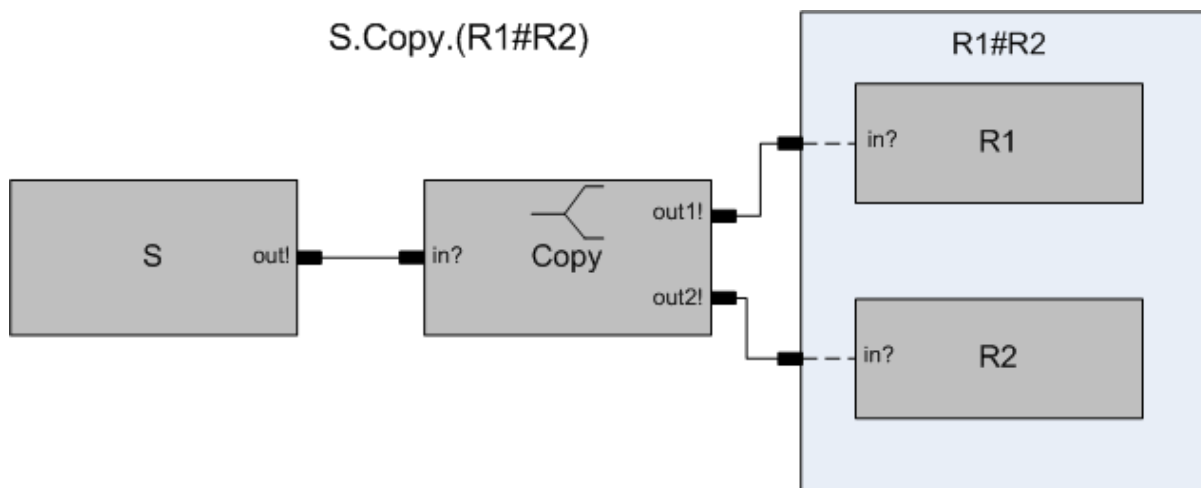 S.Copy.(R1#R2)
R1#R2
in?
R1
S
out!
in?
Copy
out1!
out2!
in?
R2